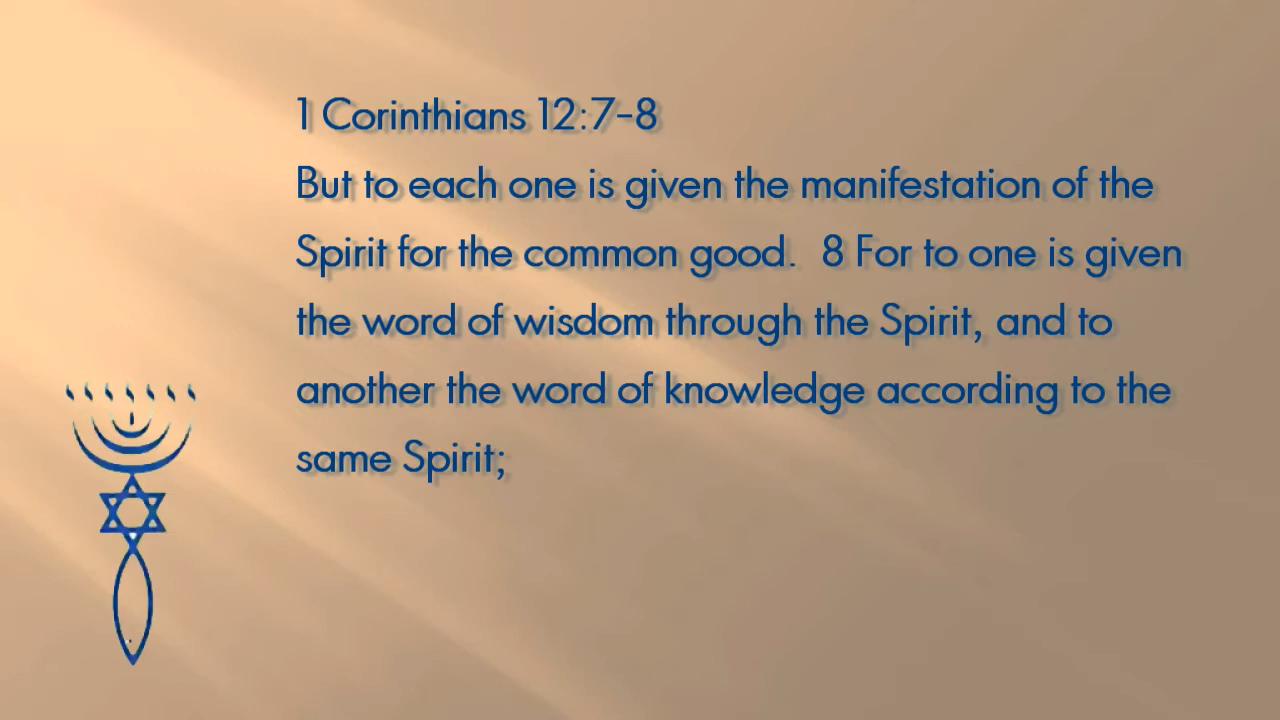 1 Corinthians 12:7–8
But to each one is given the manifestation of the
Spirit for the common good.  8 For to one is given
the word of wisdom through the Spirit, and to
another the word of knowledge according to the
same Spirit;